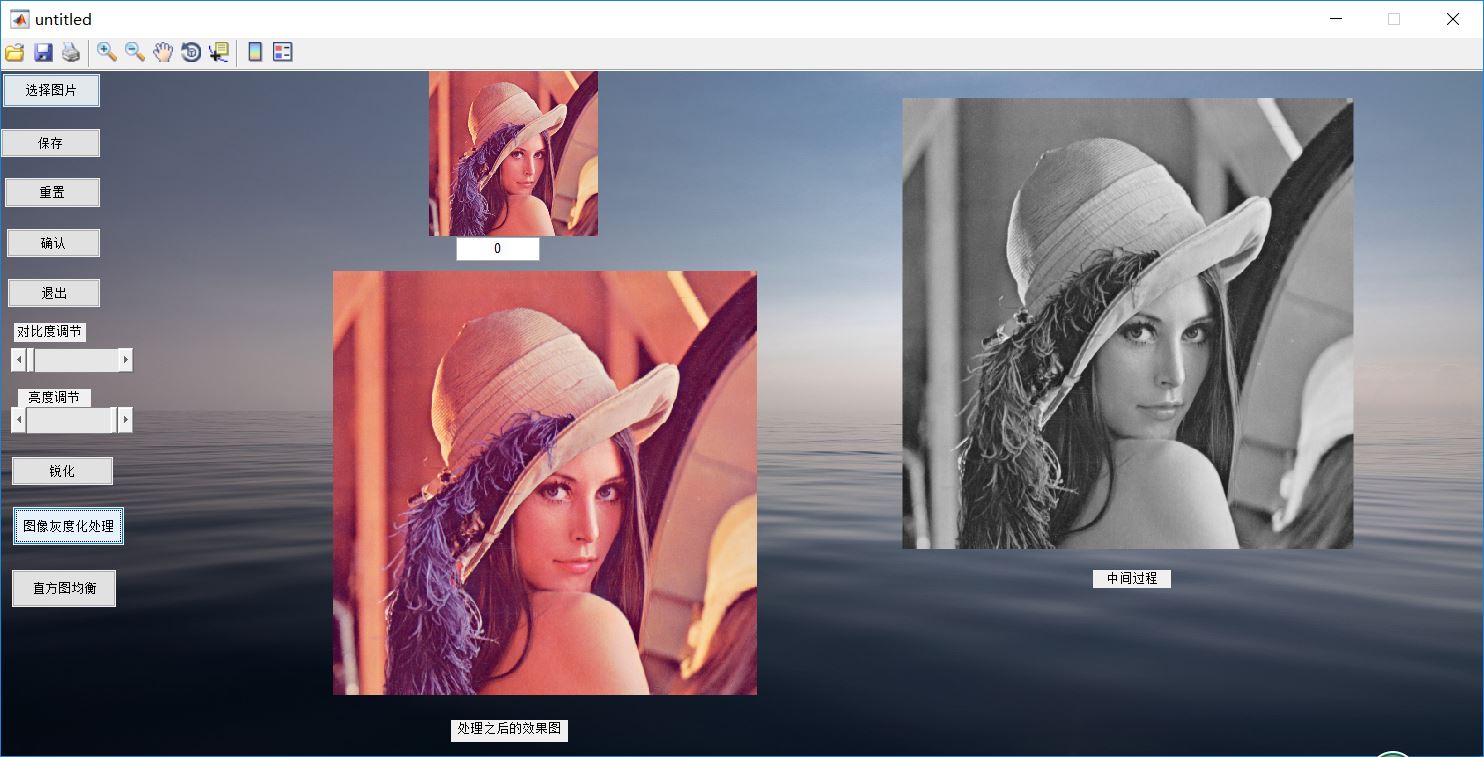 untitled
选择图片
保存
重置
确认
退出
对比度调节
亮度调节
锐化
图像灰度化处理
直方图均衡
0
处理之后的效果图
中间过程